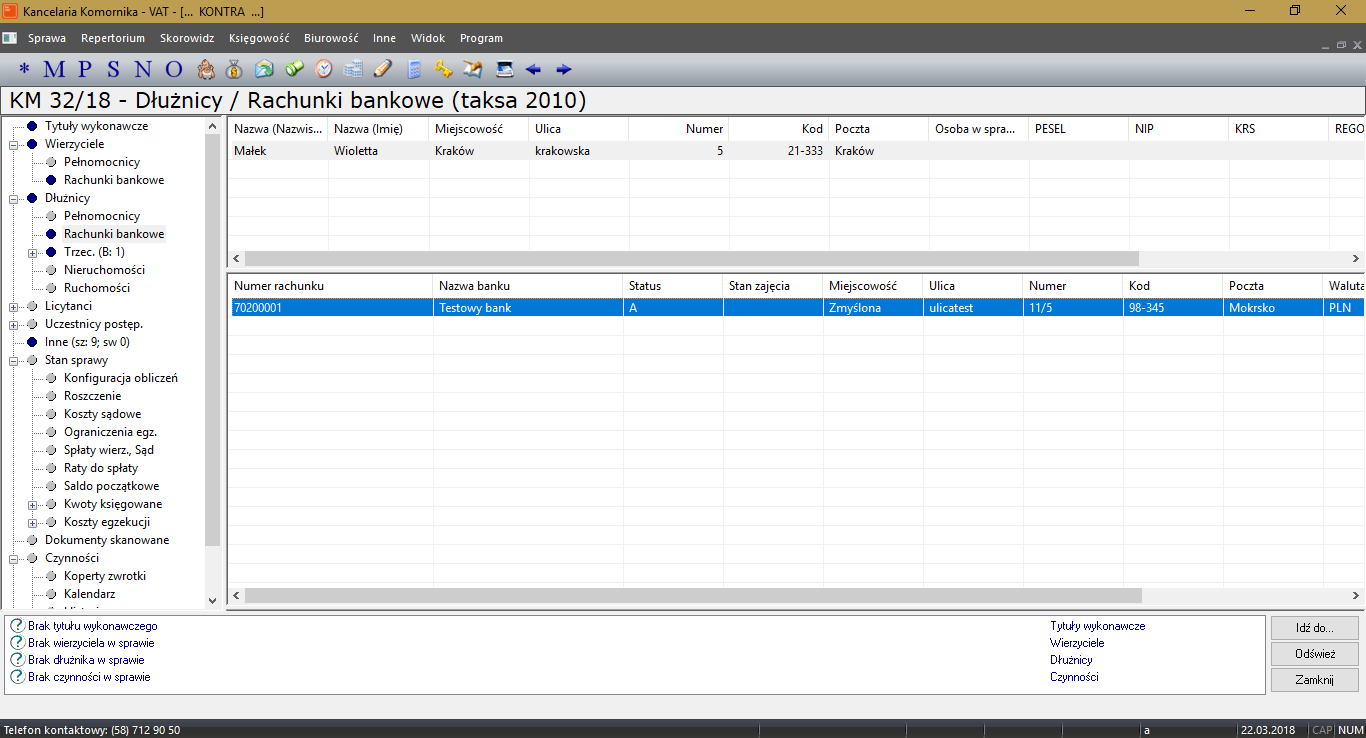 Kancelaria Komornika - VAT - [... KONTRA ...]
Sprawa Repertorium Skorowidz Księgowość Biurowość Inne Widok Program
* M P S N O
KM 32/18 - Dłużnicy / Rachunki bankowe (taksa 2010)
Tytuły wykonawcze
Wierzyciele
Pełnomocnicy
Rachunki bankowe
Dłużnicy
Pełnomocnicy
Rachunki bankowe
Trzec. (B: 1)
Nieruchomości
Ruchomości
Licytanci
Uczestnicy postęp.
Inne (sz: 9; sw 0)
Stan sprawy
Konfiguracja obliczeń
Roszczenie
Koszty sądowe
Ograniczenia egz.
Spłaty wierz., Sąd
Raty do spłaty
Saldo początkowe
Kwoty księgowane
Koszty egzekucji
Dokumenty skanowane
Czynności
Koperty zwrotki
Kalendarz
Nazwa (Nazwis... Nazwa (Imię) Miejscowość Ulica Numer Kod Poczta Osoba w spra... PESEL NIP KRS REGO
Małek Wioletta Kraków krakowska 5 21-333 Kraków
Numer rachunku Nazwa banku Status Stan zajęcia Miejscowość Ulica Numer Kod Poczta Waluta
70200001 Testowy bank A Zmyślona ulicatest 11/5 98-345 Mokrsko PLN
Brak tytułu wykonawczego Tytuły wykonawcze
Brak wierzyciela w sprawie Wierzyciele
Brak dłużnika w sprawie Dłużnicy
Brak czynności w sprawie Czynności
Idź do...
Odśwież
Zamknij
Telefon kontaktowy: (58) 712 90 50 a 22.03.2018 CAP NUM